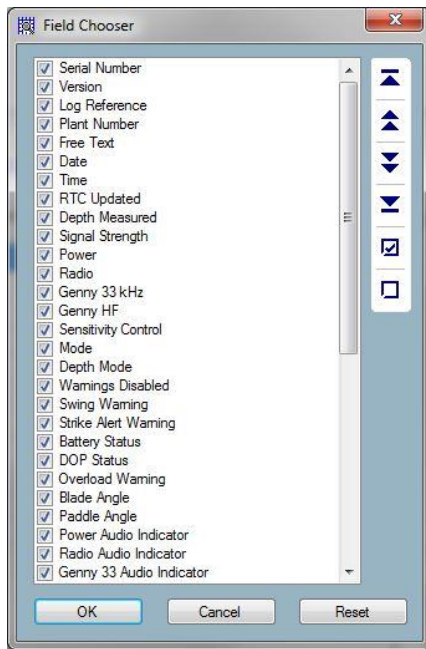 Field Chooser
Serial Number
Version
Log Reference
Plant Number
Free Text
Date
Time
RTC Updated
Depth Measured
Signal Strength
Power
Radio
Genny 33 kHz
Genny HF
Sensitivity Control
Mode
Depth Mode
Warnings Disabled
Swing Warning
Strike Alert Warning
Battery Status
DOP Status
Overload Warning
Blade Angle
Paddle Angle
Power Audio Indicator
Radio Audio Indicator
Genny 33 Audio Indicator
OK Cancel Reset